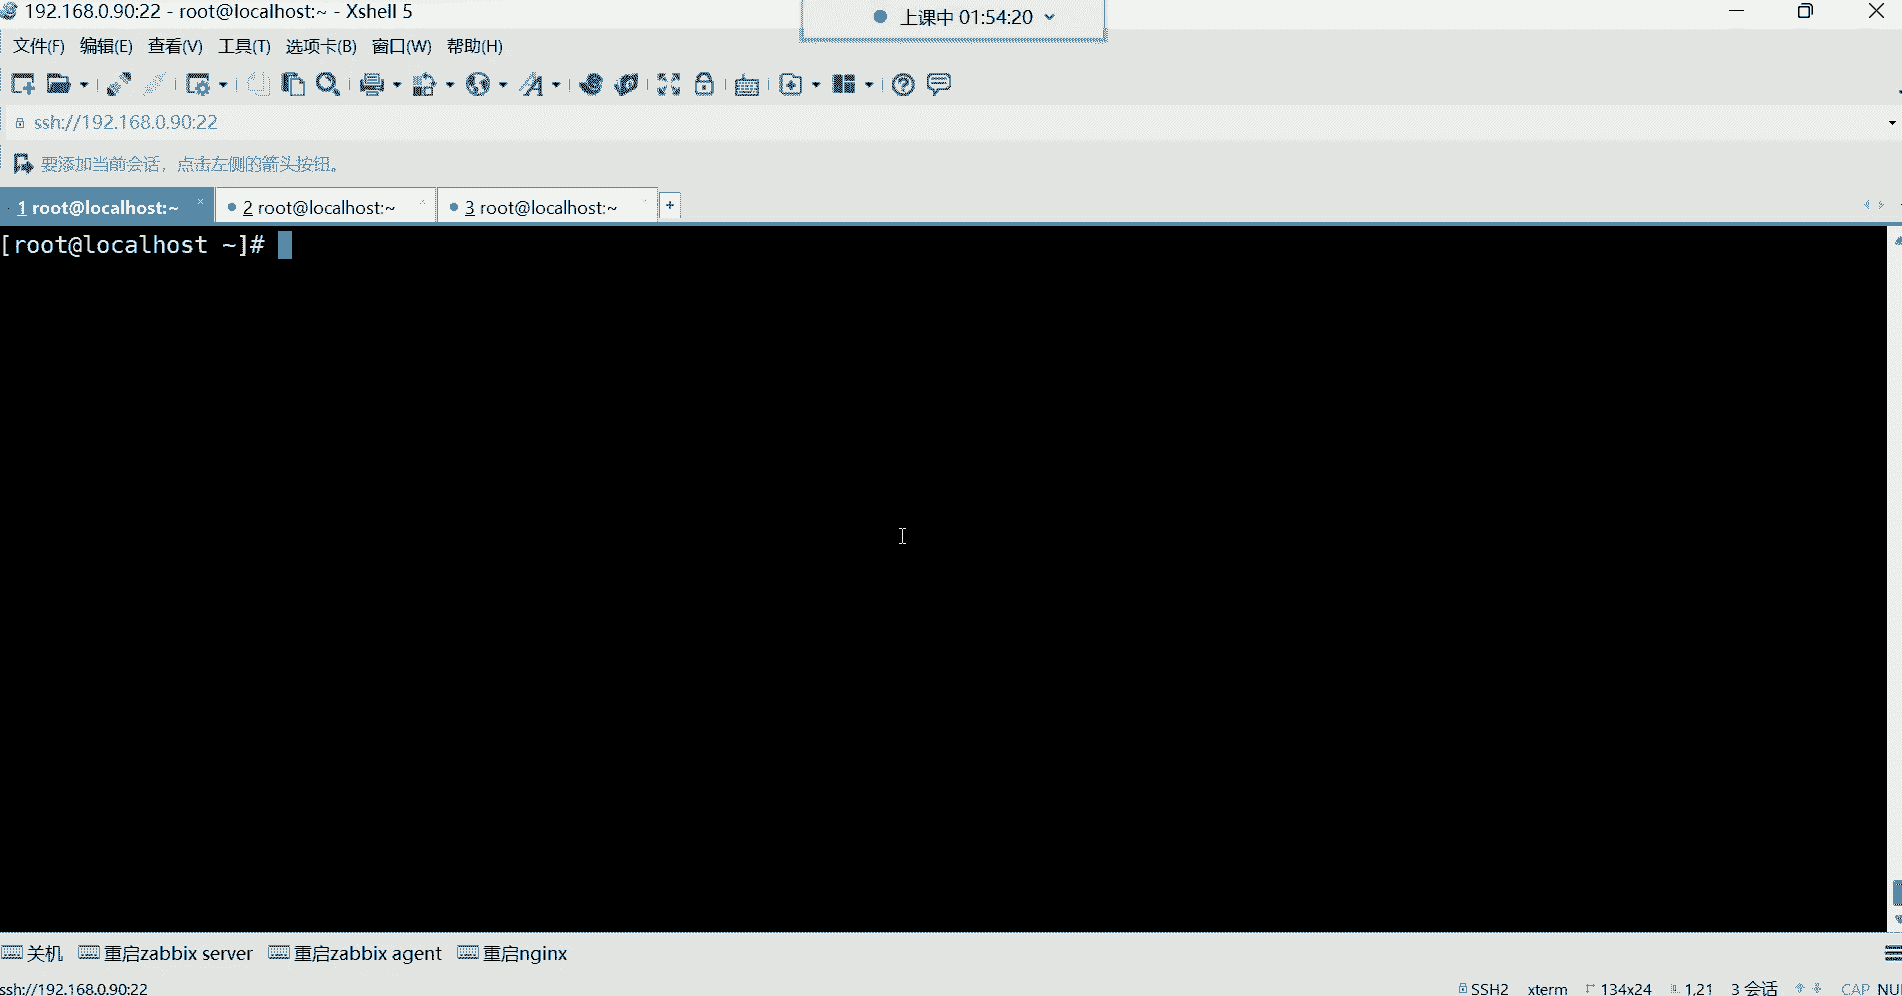 192.168.0.90:22 - root@localhost:~ - Xshell 5
上课中 01:54:20
文件(F) 编辑(E) 查看(V) 工具(T) 选项卡(B) 窗口(W) 帮助(H)
ssh://192.168.0.90:22
要添加当前会话，点击左侧的箭头按钮。
1 root@localhost:~ 2 root@localhost:~ 3 root@localhost:~ +
[root@localhost ~]#
关机 重启zabbix server 重启zabbix agent 重启nginx
ssh://192.168.0.90:22 SSH2 xterm 134x24 1,21 3 会话 CAP NU